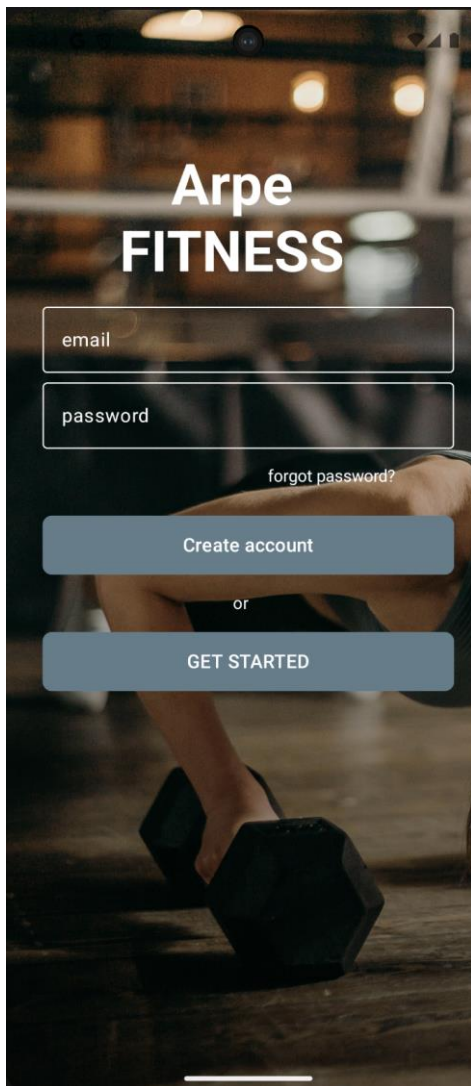 Arpe
FITNESS
email
password
forgot password?
Create account
or
GET STARTED